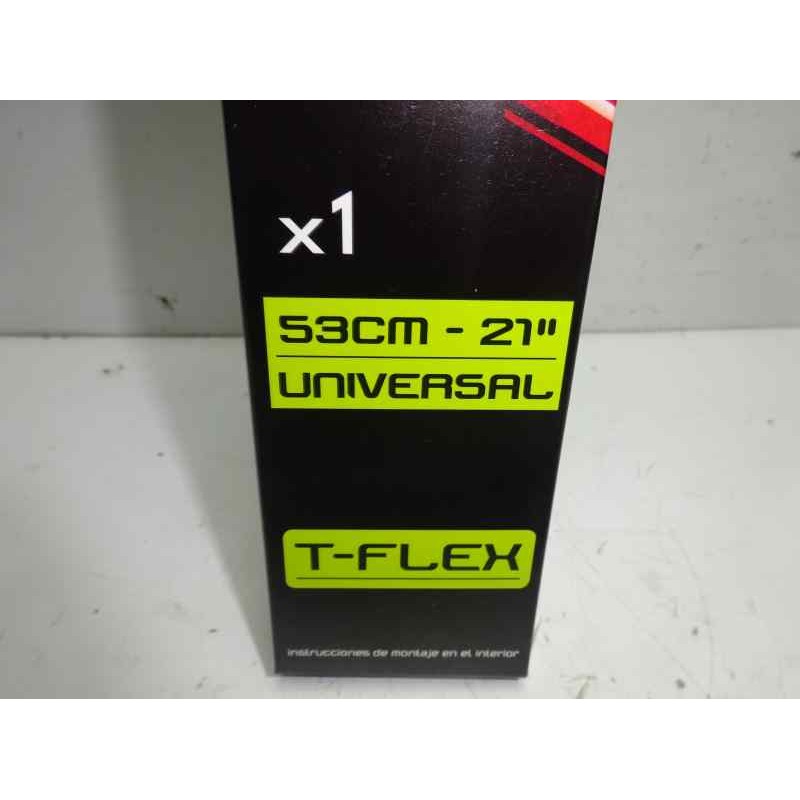 x1
53CM - 21"
UNIVERSAL
T-FLEX
instrucciones de montaje en el interior